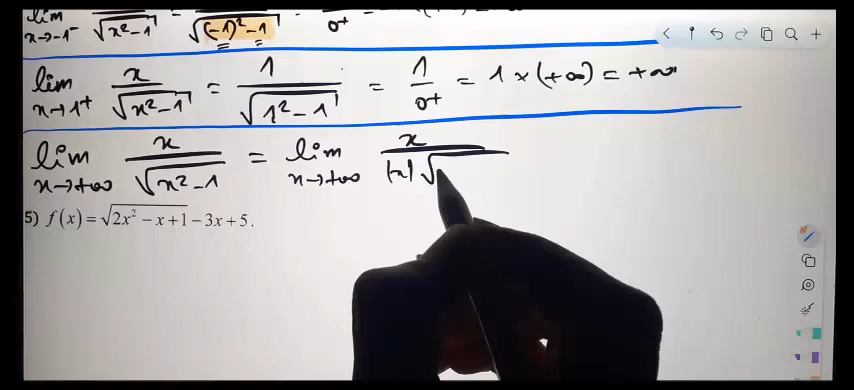 lim x→-1⁻ x/√(x²-1) = 1/√((-1)²-1) = 0⁺
lim x→1⁺ x/√(x²-1) = 1/√(1²-1) = 1/0⁺ = 1×(+∞) = +∞
lim x→+∞ x/√(x²-1) = lim x→+∞ x/|x|√
5) f(x) = √(2x² - x + 1) - 3x + 5.